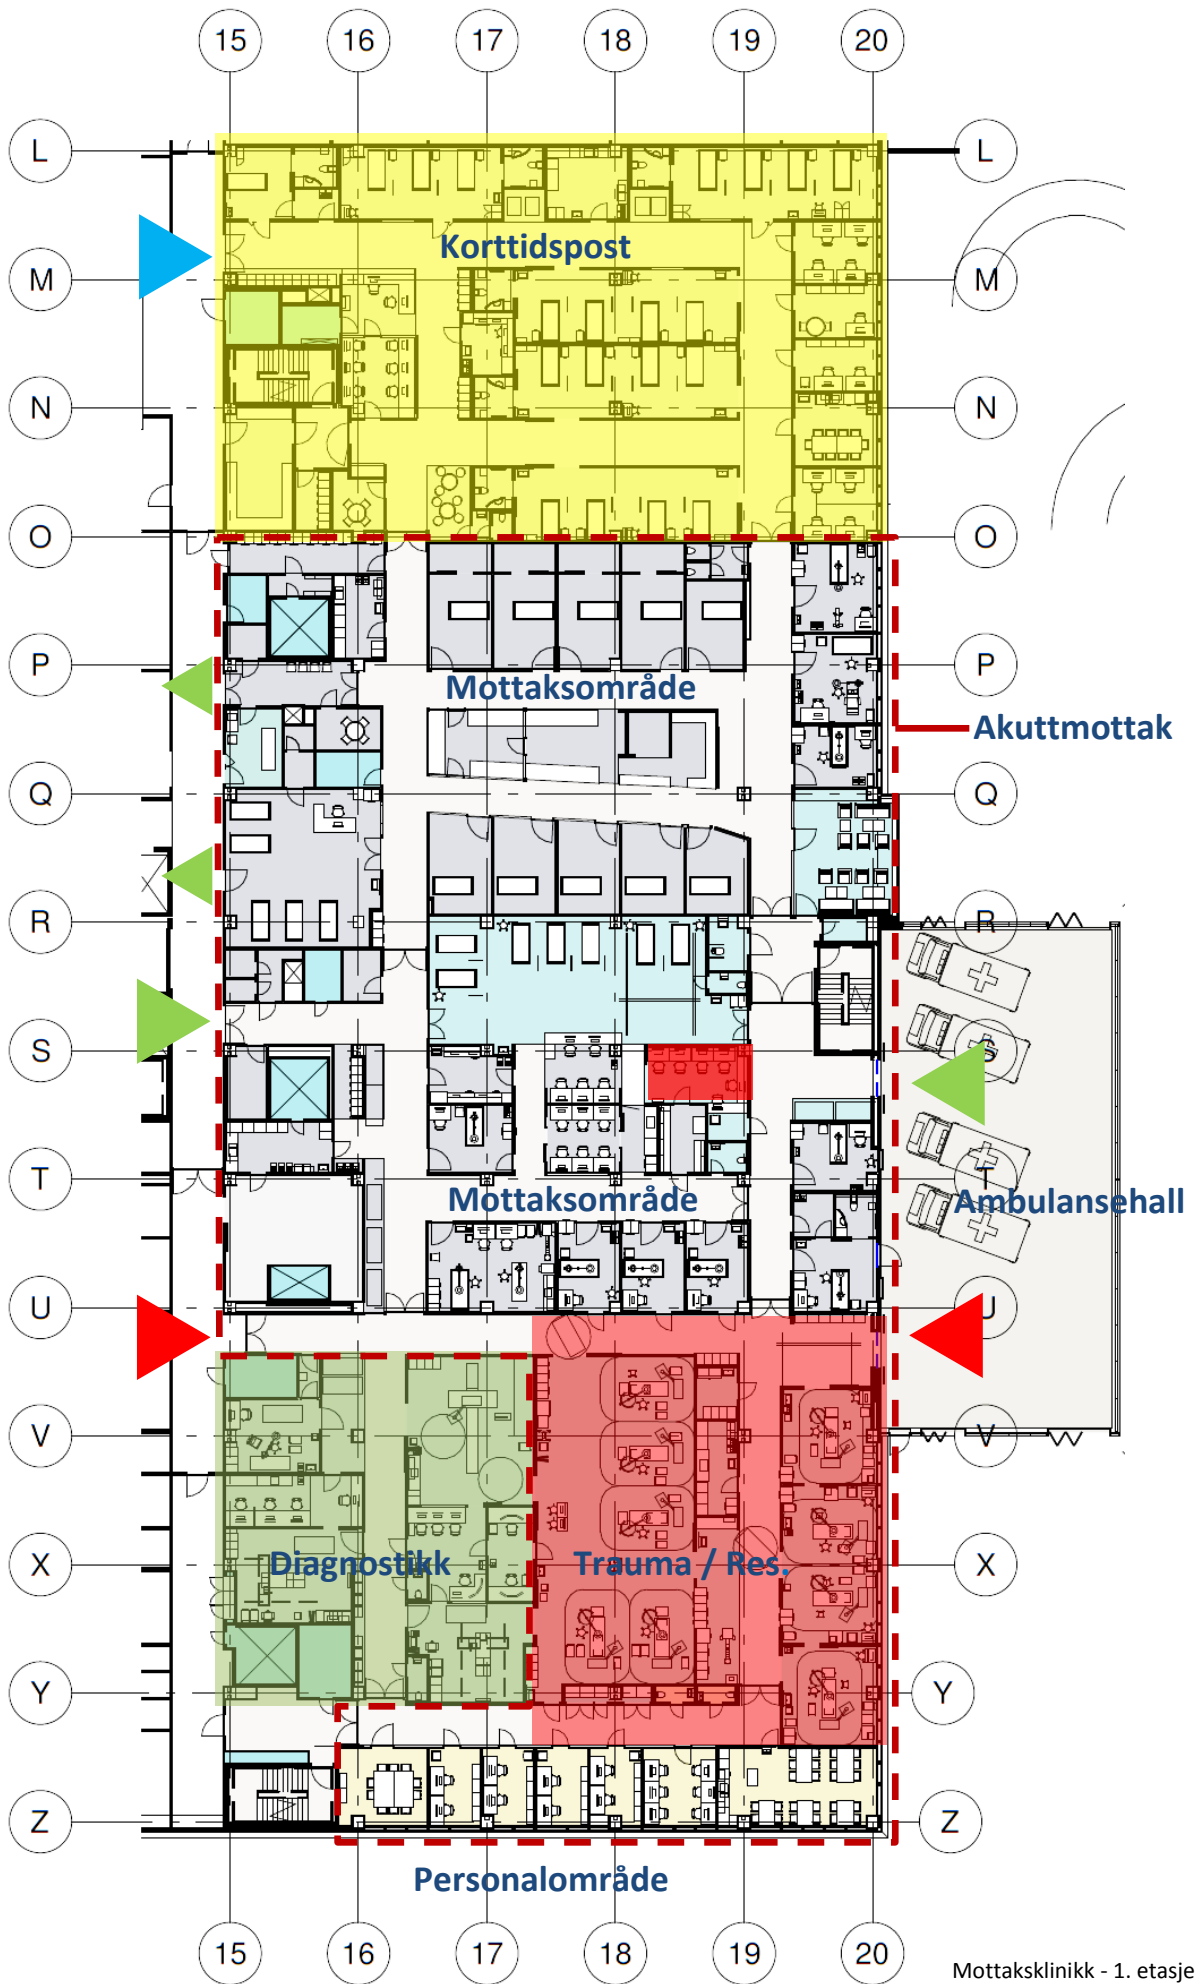 15 16 17 18 19 20
L L
Korttidspost
M M
N N
O O
P P
Mottaksområde
Akuttmottak
Q Q
R R
S S
T T
Mottaksområde
Ambulansehall
U U
V V
X X
Diagnostikk
Trauma / Res.
Y Y
Z Z
Personalområde
15 16 17 18 19 20
Mottaksklinikk - 1. etasje